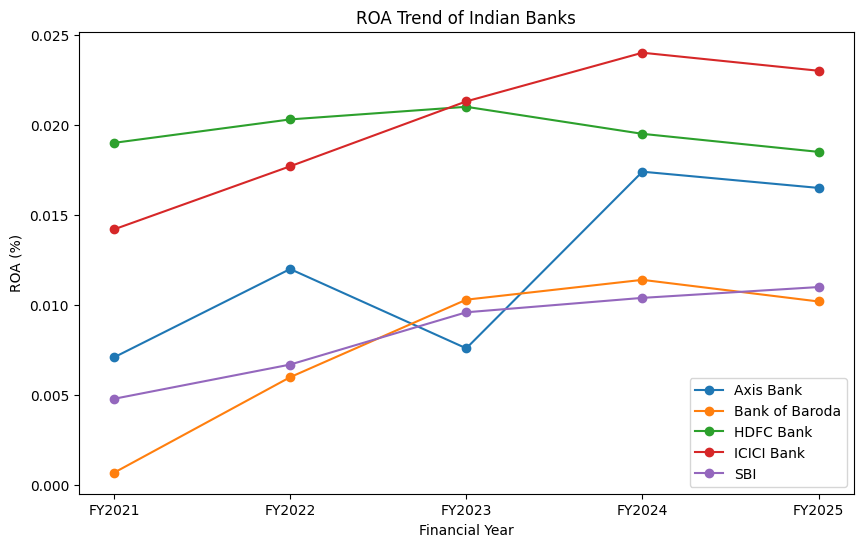 ROA Trend of Indian Banks
ROA (%)
0.025
0.020
0.015
0.010
0.005
0.000
FY2021
FY2022
FY2023
FY2024
FY2025
Financial Year
Axis Bank
Bank of Baroda
HDFC Bank
ICICI Bank
SBI